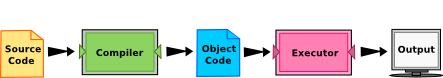 Source
Code
Compiler
Object
Code
Executor
Output